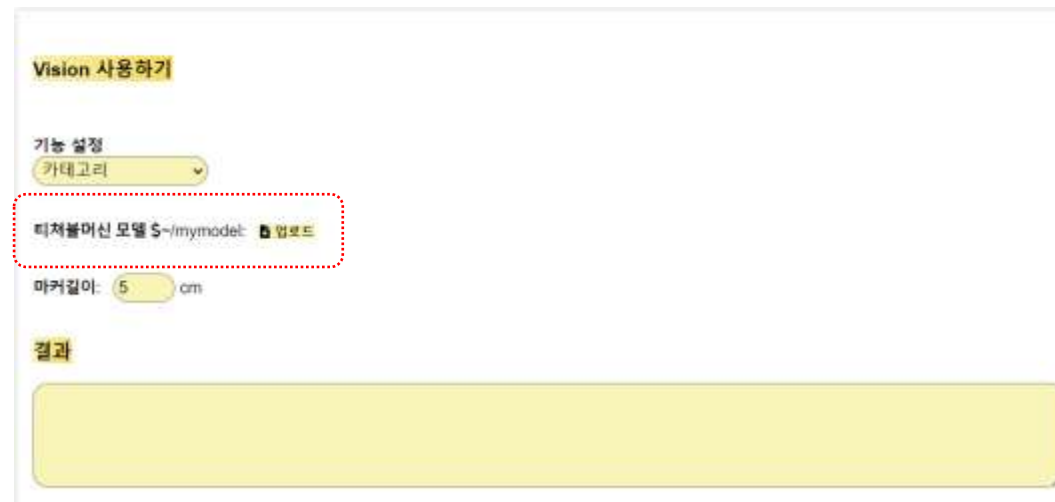 Vision 사용하기
기능 설정
카테고리
티처블머신 모델 $~/mymodel: 업로드
마커길이: 5 cm
결과